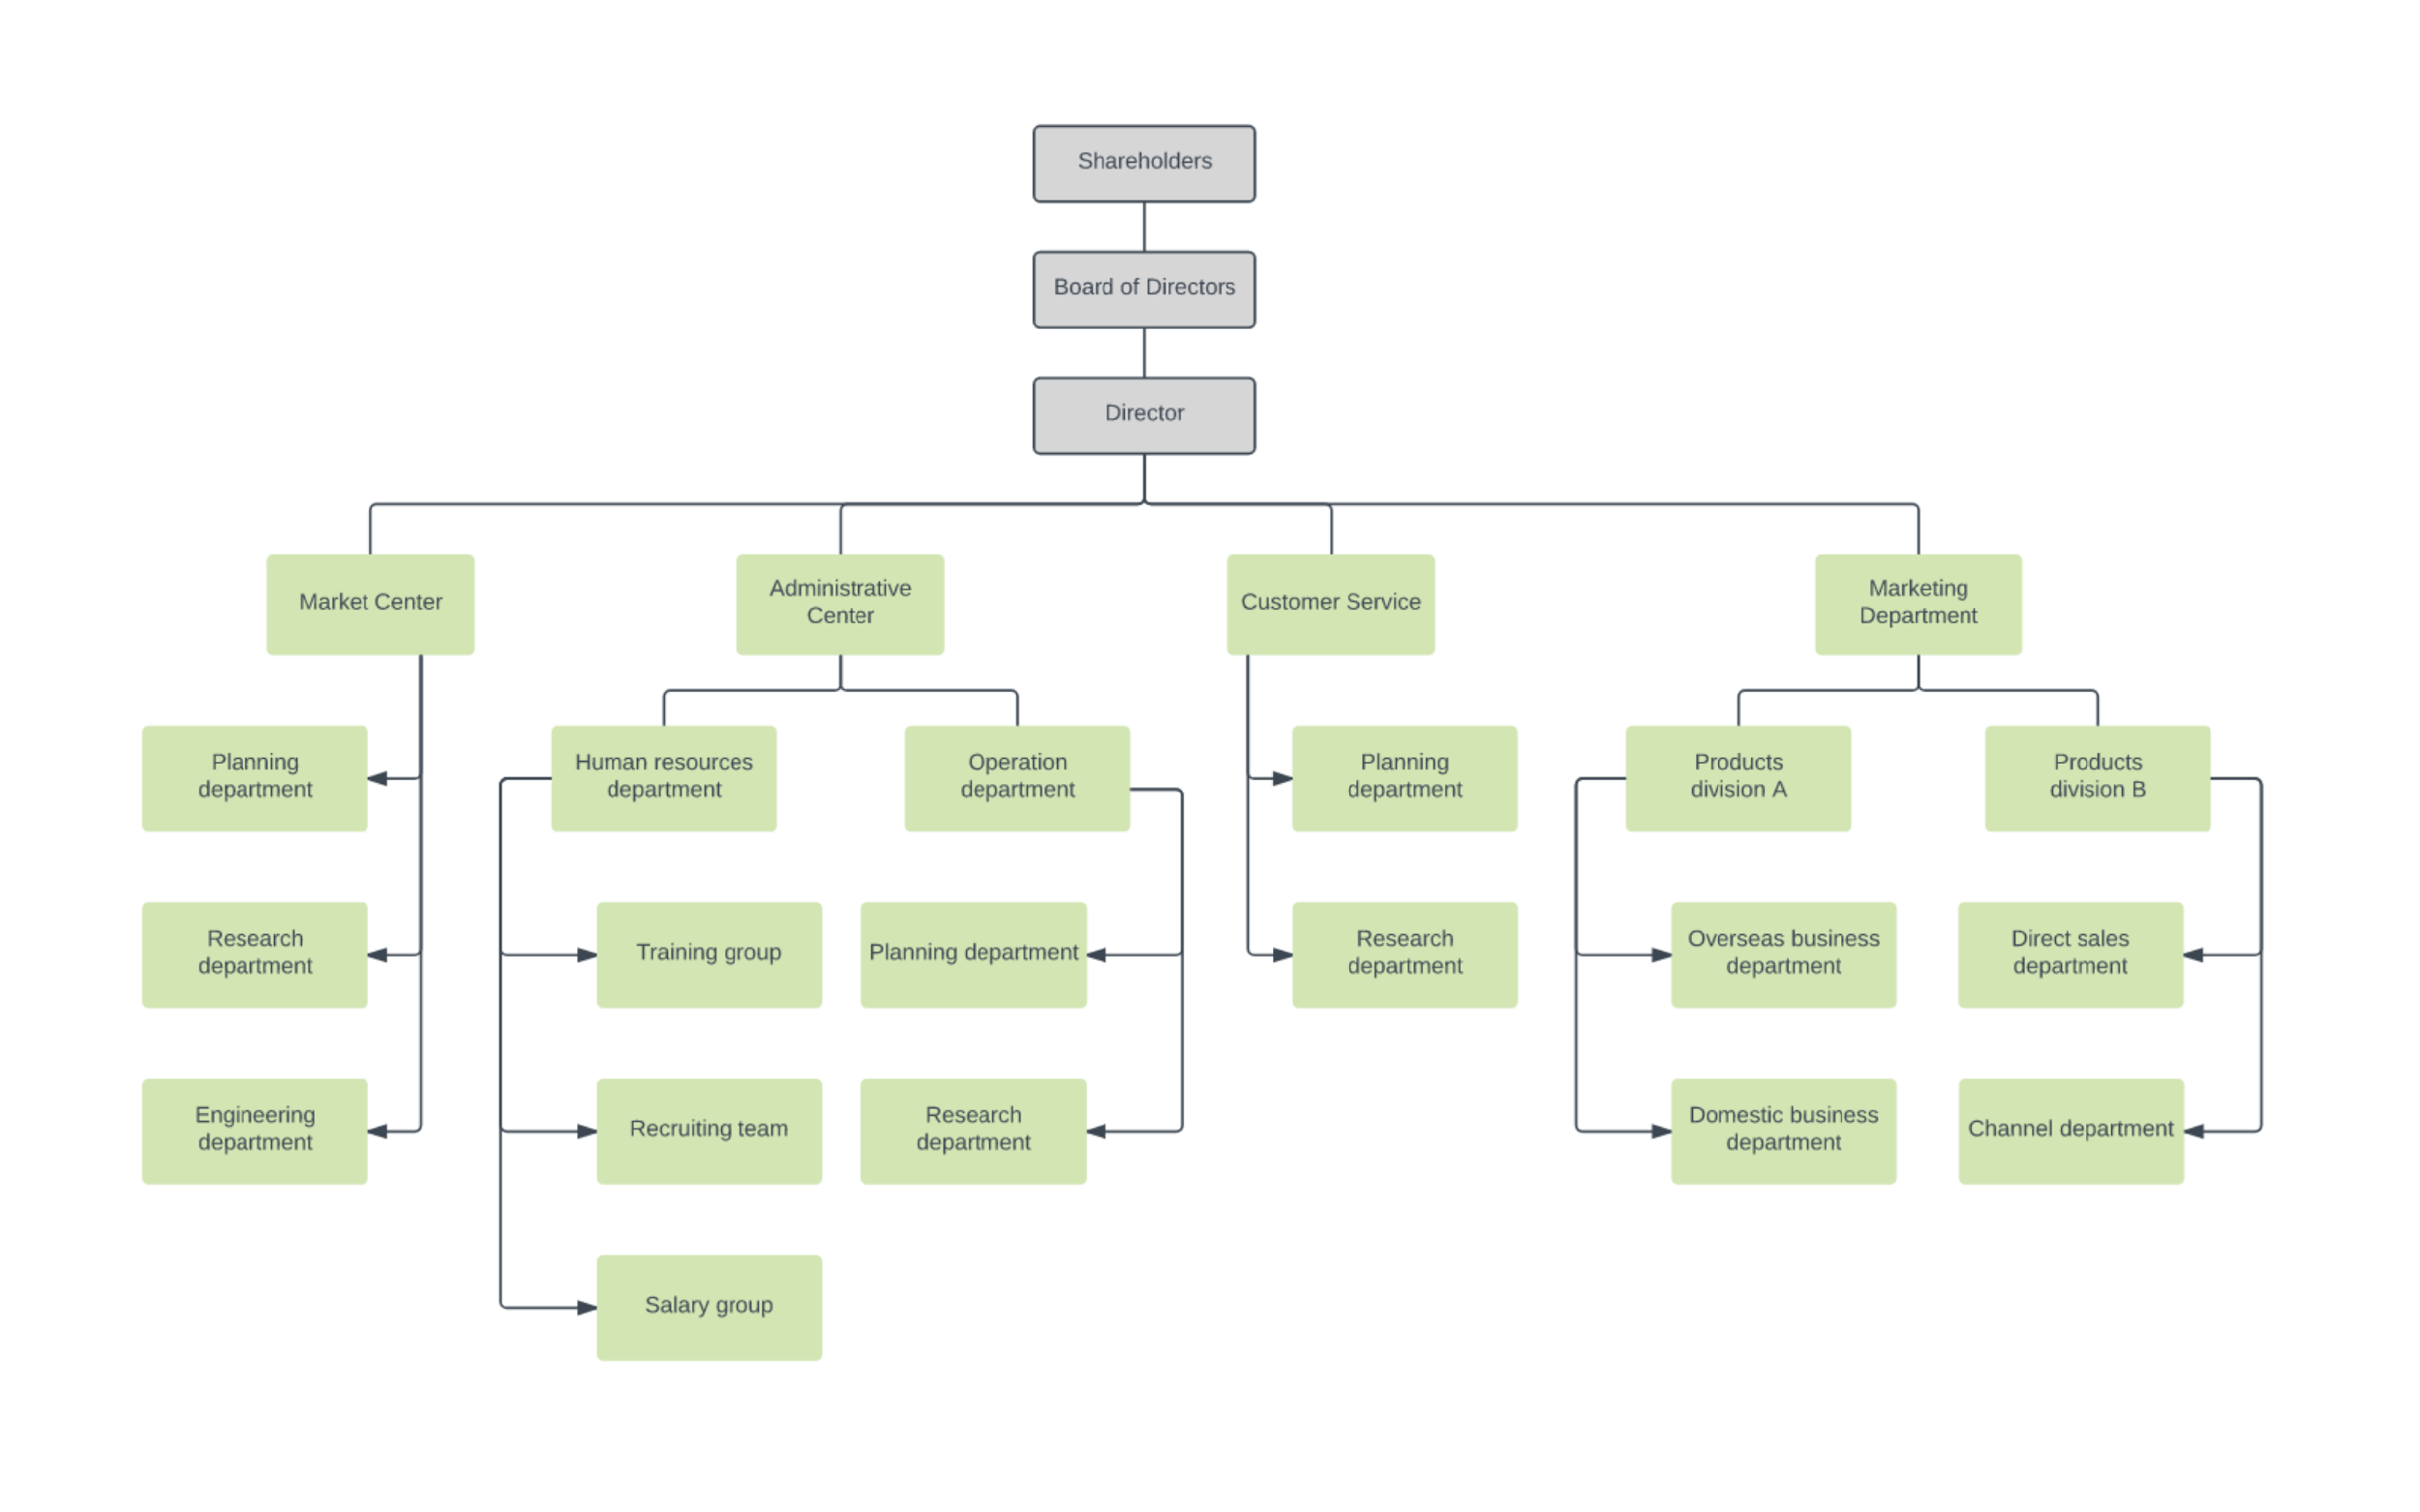 Shareholders
Board of Directors
Director
Market Center
Administrative
Center
Customer Service
Marketing
Department
Planning
department
Human resources
department
Operation
department
Planning
department
Products
division A
Products
division B
Research
department
Training group
Planning department
Research
department
Overseas business
department
Direct sales
department
Engineering
department
Recruiting team
Research
department
Domestic business
department
Channel department
Salary group